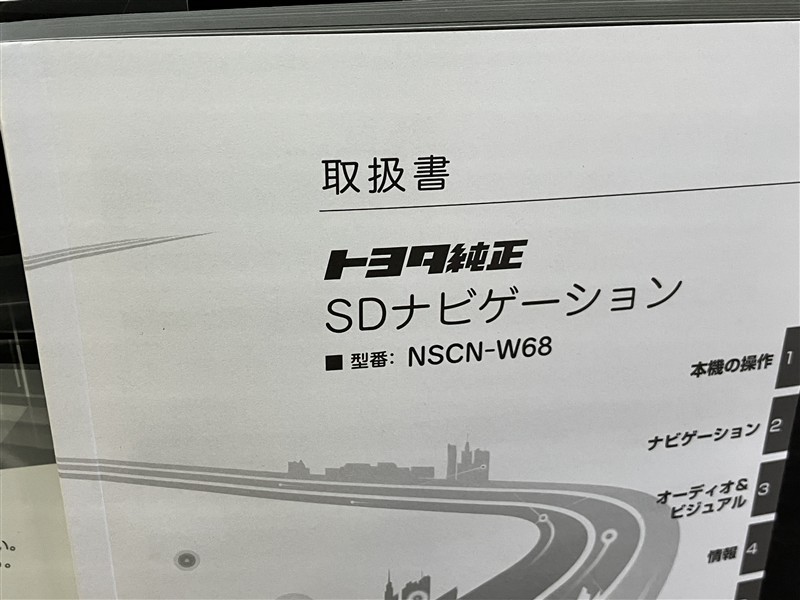 取扱書
トヨタ純正
SDナビゲーション
■ 型番: NSCN-W68
本機の操作 1
ナビゲーション 2
オーディオ&
ビジュアル 3
情報 4
い。